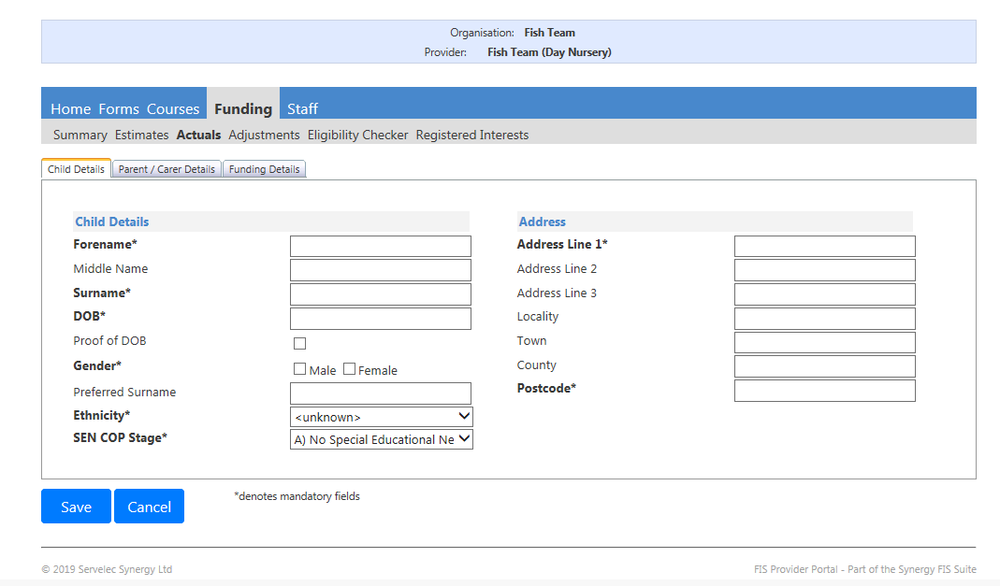 Organisation: Fish Team
Provider: Fish Team (Day Nursery)
Home Forms Courses Funding Staff
Summary Estimates Actuals Adjustments Eligibility Checker Registered Interests
Child Details Parent / Carer Details Funding Details
Child Details
Forename*
Middle Name
Surname*
DOB*
Proof of DOB
Gender* Male Female
Preferred Surname
Ethnicity* <unknown>
SEN COP Stage* A) No Special Educational Ne
Address
Address Line 1*
Address Line 2
Address Line 3
Locality
Town
County
Postcode*
Save Cancel *denotes mandatory fields
© 2019 Servelec Synergy Ltd FIS Provider Portal - Part of the Synergy FIS Suite